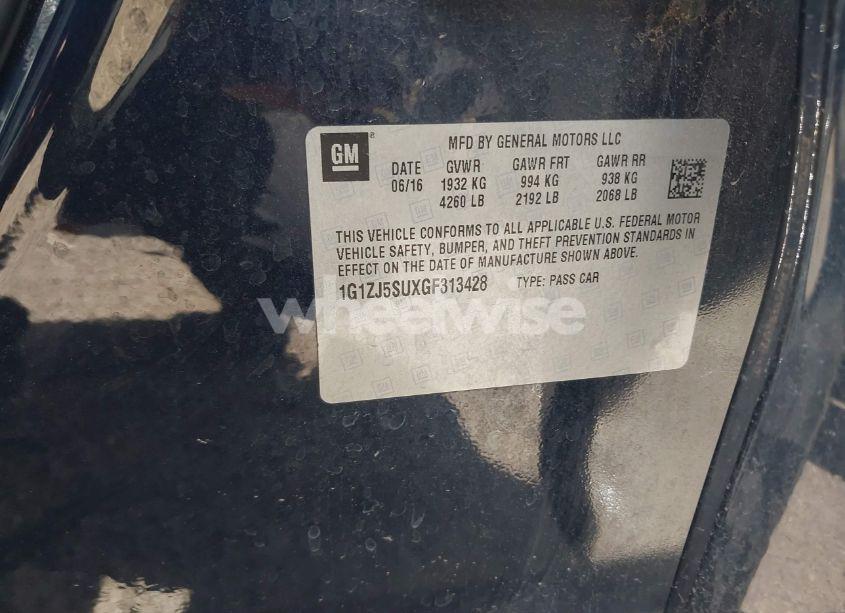 GM
®
MFD BY GENERAL MOTORS LLC
DATE GVWR GAWR FRT GAWR RR
06/16 1932 KG 994 KG 938 KG
4260 LB 2192 LB 2068 LB
THIS VEHICLE CONFORMS TO ALL APPLICABLE U.S. FEDERAL MOTOR
VEHICLE SAFETY, BUMPER, AND THEFT PREVENTION STANDARDS IN
EFFECT ON THE DATE OF MANUFACTURE SHOWN ABOVE.
1G1ZJ5SUXGF313428 TYPE: PASS CAR
wheelwise